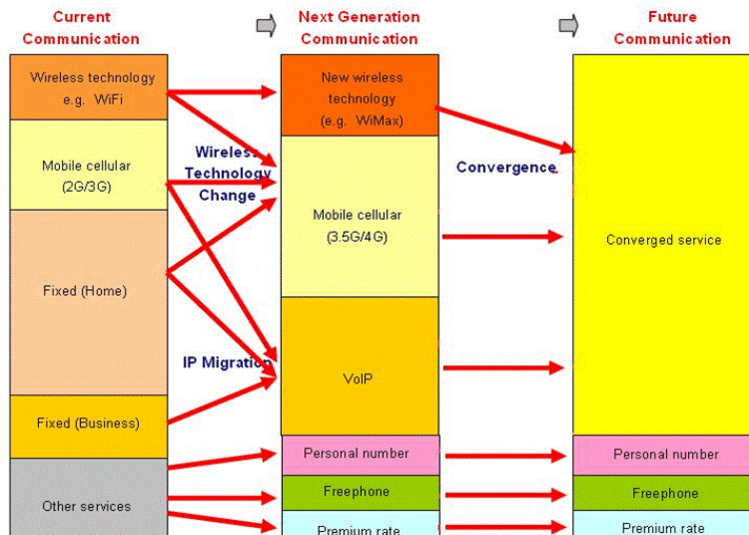 Current
Communication
Next Generation
Communication
Future
Communication
Wireless technology
e.g. WiFi
Mobile cellular
(2G/3G)
Fixed (Home)
Fixed (Business)
Other services
Wireless
Technology
Change
IP Migration
New wireless
technology
(e.g. WiMax)
Mobile cellular
(3.5G/4G)
VoIP
Personal number
Freephone
Premium rate
Convergence
Converged service
Personal number
Freephone
Premium rate